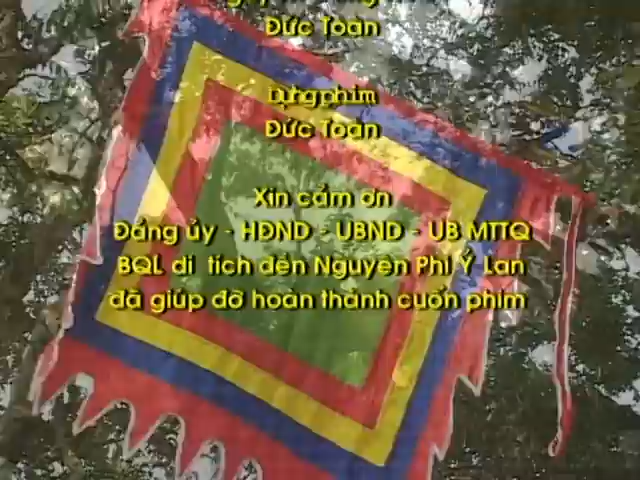 Đức Toàn
Dựng phim
Đức Toàn
Xin cảm ơn
Đảng ủy - HĐND - UBND - UB MTTQ
BQL di tích đền Nguyên Phi Ỷ Lan
đã giúp đỡ hoàn thành cuốn phim